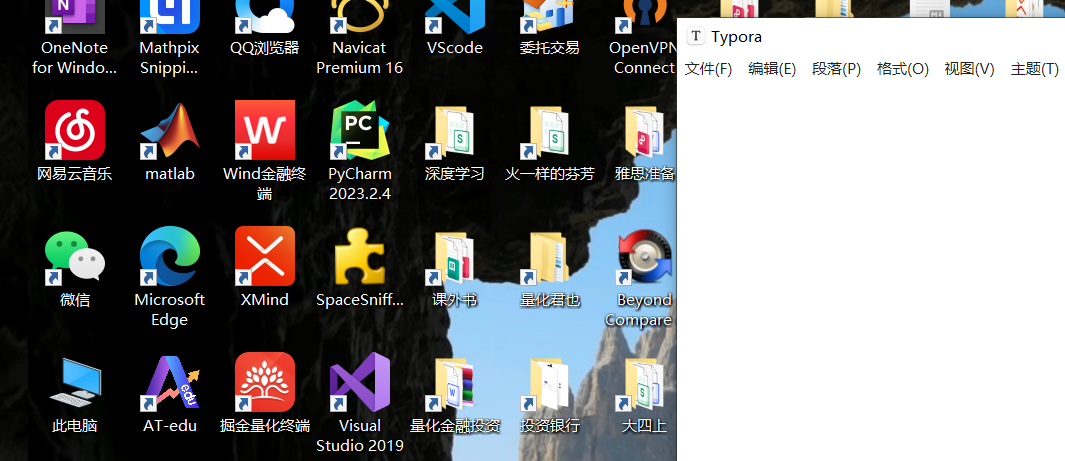 OneNote
for Windo...
Mathpix
Snippi...
QQ浏览器
Navicat
Premium 16
VScode
委托交易
OpenVPN
Connect
Typora
文件(F) 编辑(E) 段落(P) 格式(O) 视图(V) 主题(T)
网易云音乐
matlab
Wind金融终
端
PyCharm
2023.2.4
深度学习
火一样的芬芳
雅思准备
微信
Microsoft
Edge
XMind
SpaceSniff...
课外书
量化君也
Beyond
Compare
此电脑
AT-edu
掘金量化终端
Visual
Studio 2019
量化金融投资
投资银行
大四上